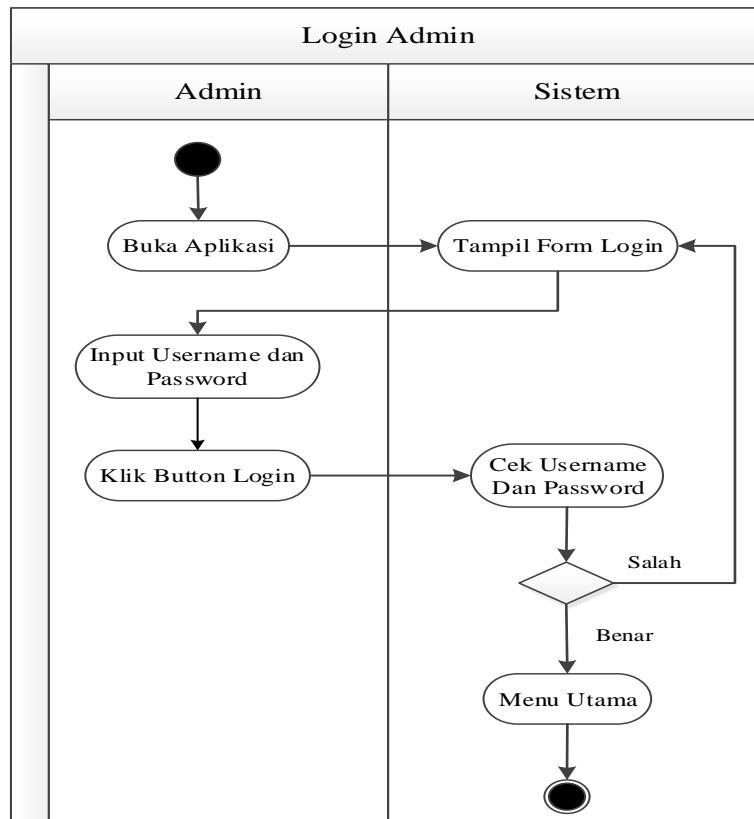 Login Admin
Admin
Sistem
Buka Aplikasi
Tampil Form Login
Input Username dan
Password
Klik Button Login
Cek Username
Dan Password
Salah
Benar
Menu Utama